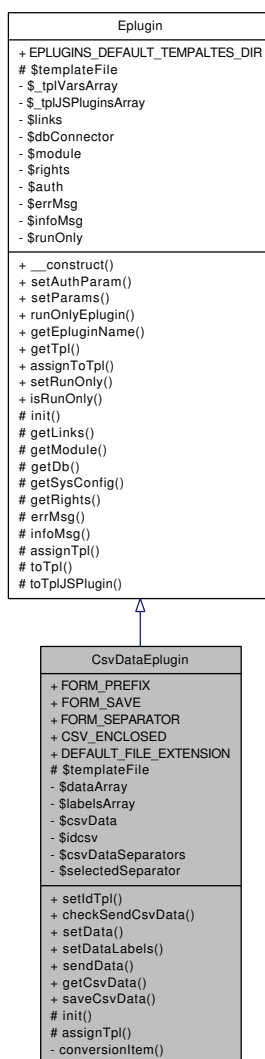 Eplugin
+ EPLUGINS_DEFAULT_TEMPALTES_DIR
# $templateFile
- $_tplVarsArray
- $_tplJSPluginsArray
- $links
- $dbConnector
- $module
- $rights
- $auth
- $errMsg
- $infoMsg
- $runOnly
+ __construct()
+ setAuthParam()
+ setParams()
+ runOnlyEplugin()
+ getEpluginName()
+ getTpl()
+ assignToTpl()
+ setRunOnly()
+ isRunOnly()
# init()
# getLinks()
# getModule()
# getDb()
# getSysConfig()
# getRights()
# errMsg()
# infoMsg()
# assignTpl()
# toTpl()
# toTplJSPlugin()
CsvDataEplugin
+ FORM_PREFIX
+ FORM_SAVE
+ FORM_SEPARATOR
+ CSV_ENCLOSED
+ DEFAULT_FILE_EXTENSION
# $templateFile
- $dataArray
- $labelsArray
- $csvData
- $idcsv
- $csvDataSeparators
- $selectedSeparator
+ setIdTpl()
+ checkSendCsvData()
+ setData()
+ setDataLabels()
+ sendData()
+ getCsvData()
+ saveCsvData()
# init()
# assignTpl()
- conversionItem()